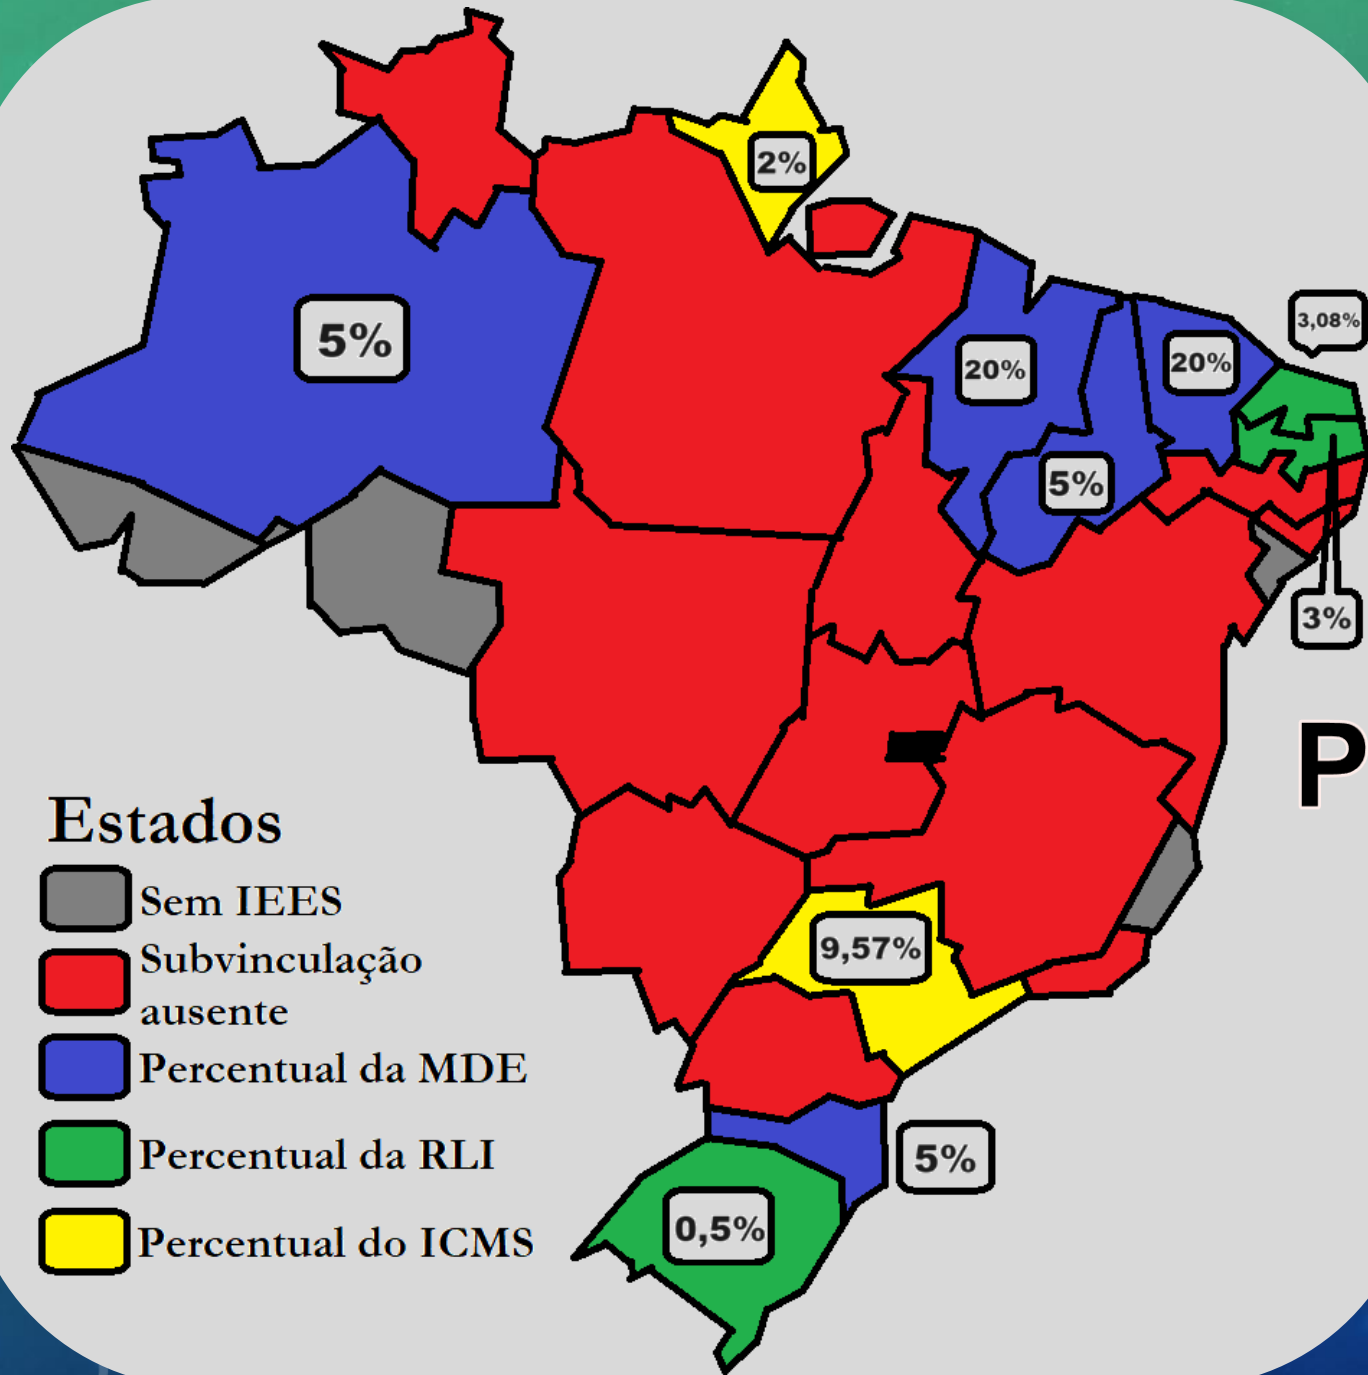 2%
3,08%
5%
20%
20%
5%
3%
P
Estados
Sem IEES
Subvinculação
ausente
9,57%
Percentual da MDE
Percentual da RLI
5%
0,5%
Percentual do ICMS